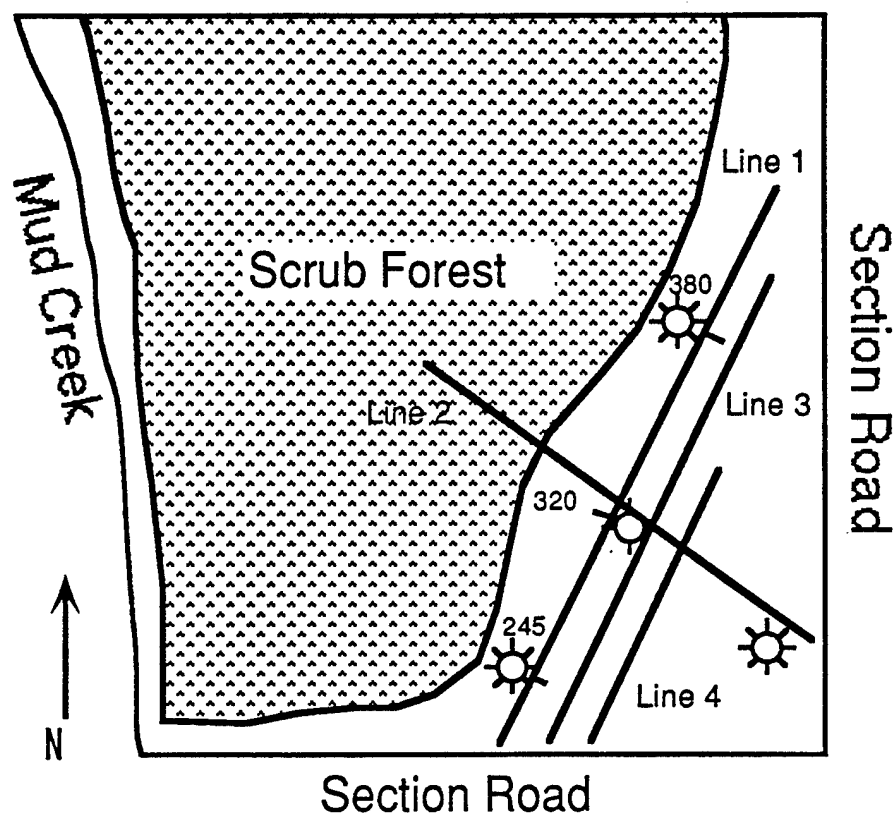 Line 1
Mud Creek
Scrub Forest
Section Road
380
Line 2
Line 3
320
245
Line 4
N
Section Road